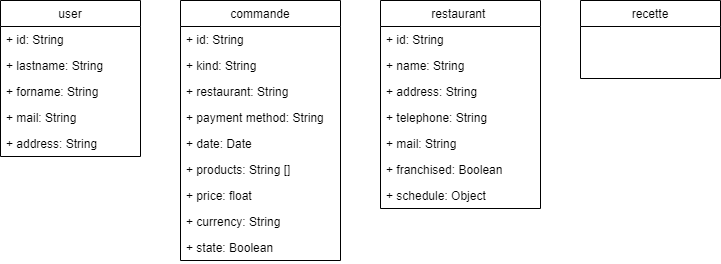 user
+ id: String
+ lastname: String
+ forname: String
+ mail: String
+ address: String
commande
+ id: String
+ kind: String
+ restaurant: String
+ payment method: String
+ date: Date
+ products: String []
+ price: float
+ currency: String
+ state: Boolean
restaurant
+ id: String
+ name: String
+ address: String
+ telephone: String
+ mail: String
+ franchised: Boolean
+ schedule: Object
recette